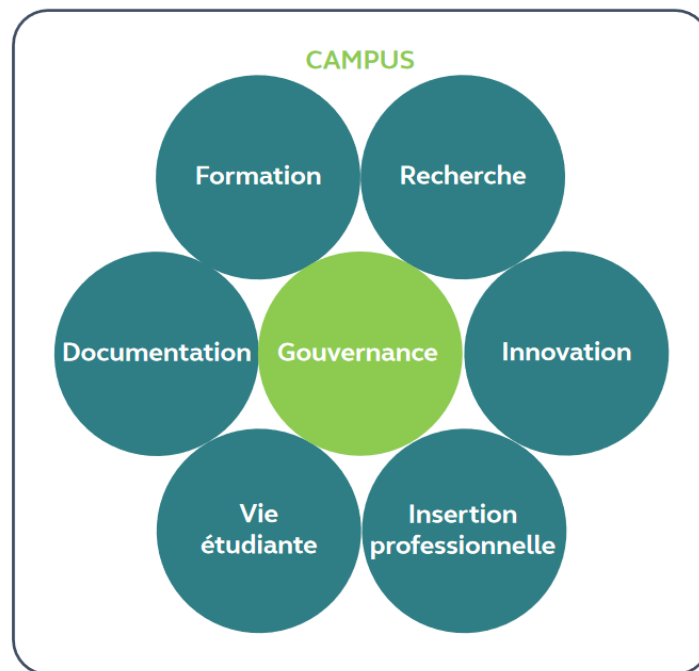 CAMPUS
Formation
Recherche
Documentation
Gouvernance
Innovation
Vie
étudiante
Insertion
professionnelle